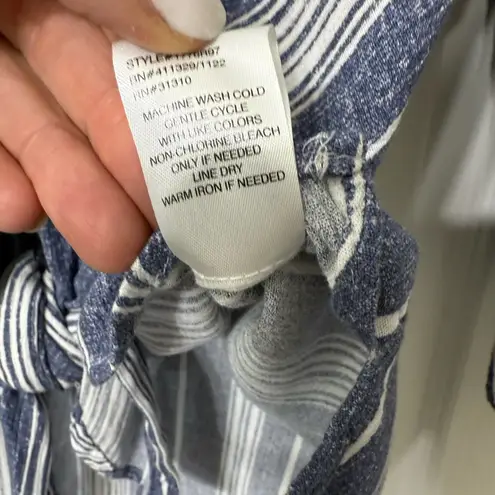 RN#411329/1122
RN#31310
MACHINE WASH COLD
GENTLE CYCLE
WITH LIKE COLORS
NON-CHLORINE BLEACH
ONLY IF NEEDED
LINE DRY
WARM IRON IF NEEDED